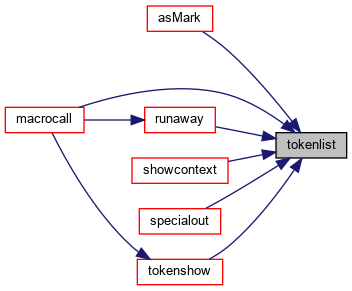 asMark
macrocall
runaway
tokenlist
showcontext
specialout
tokenshow